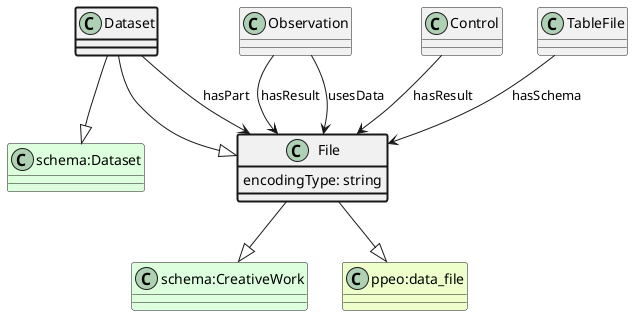 C Dataset
C Observation
C Control
C TableFile
hasPart
hasResult
usesData
hasResult
hasSchema
C schema:Dataset
C File
encodingType: string
C schema:CreativeWork
C ppeo:data_file